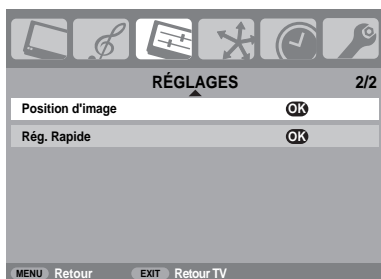 RÉGLAGES 2/2
Position d'image OK
Rég. Rapide OK
MENU Retour EXIT Retour TV